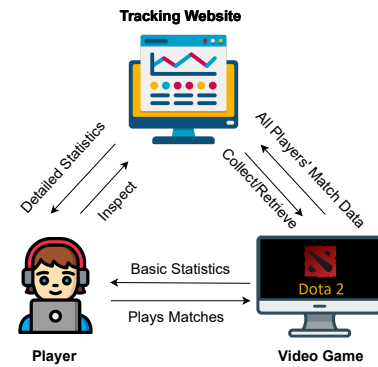 Tracking Website
Detailed Statistics
Inspect
Collect/Retrieve
All Players' Match Data
Basic Statistics
Plays Matches
Dota 2
Player
Video Game